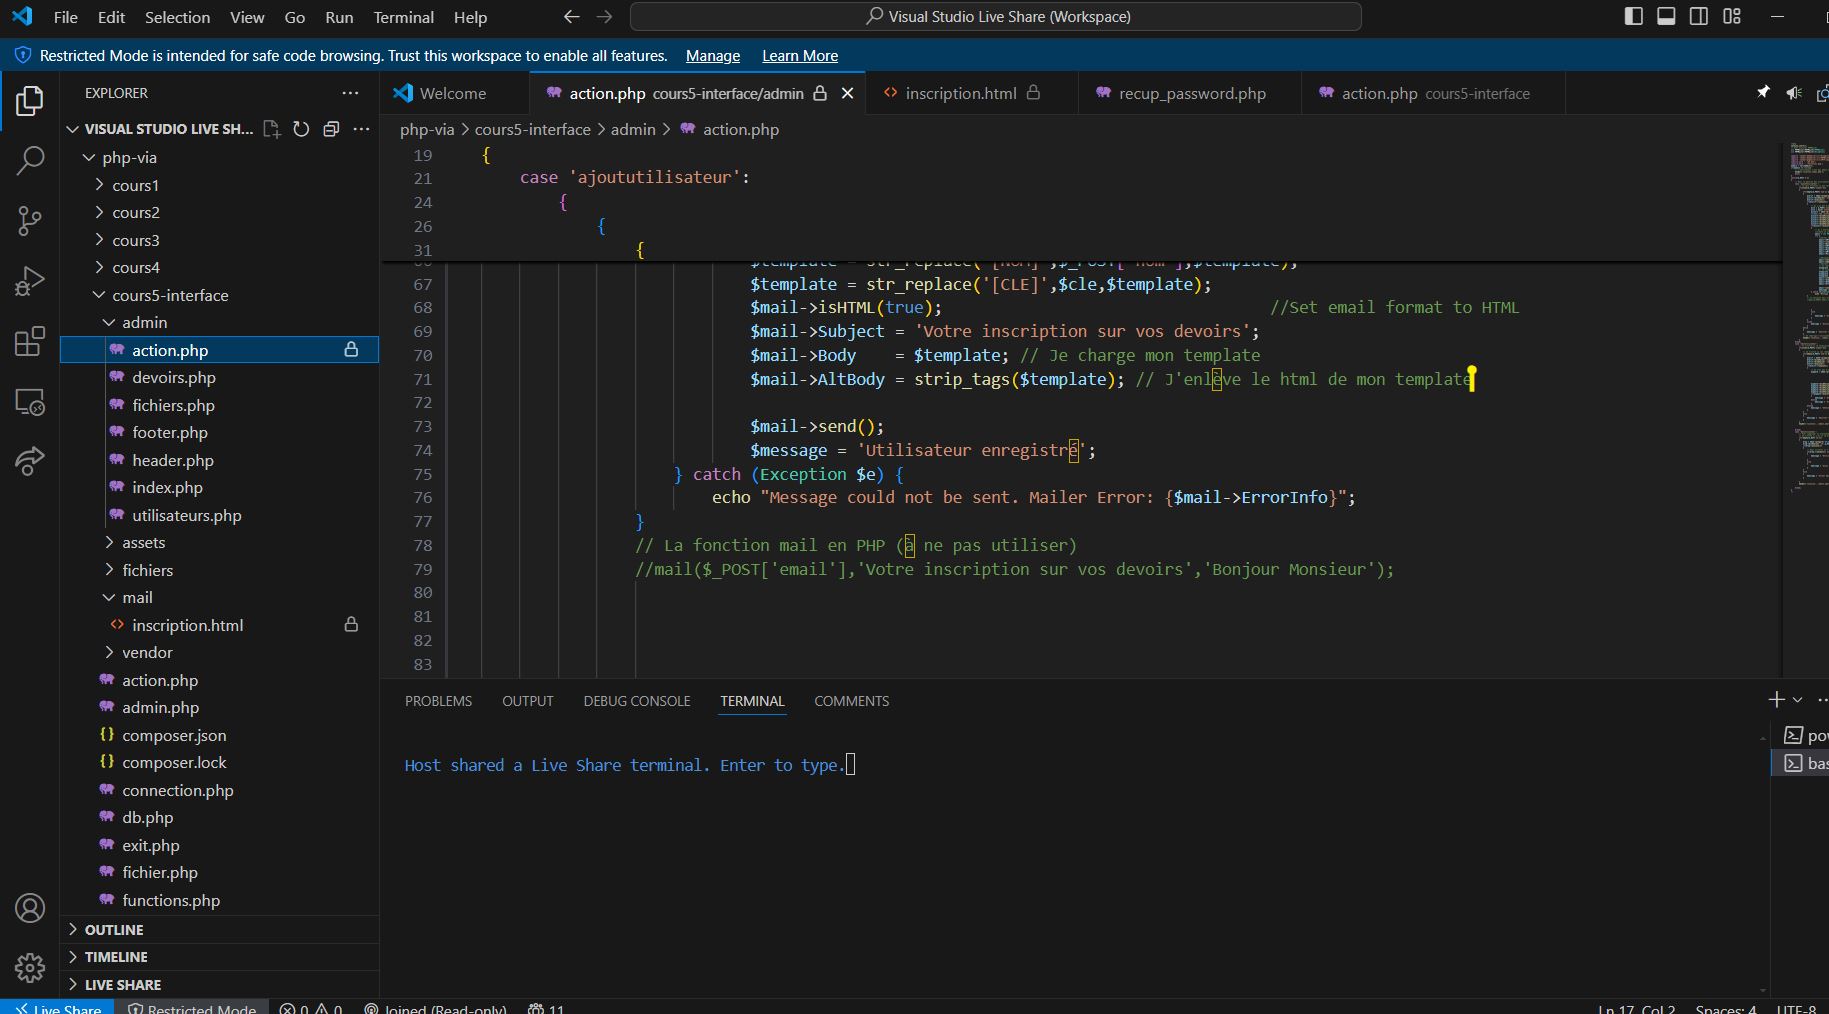 File Edit Selection View Go Run Terminal Help
Visual Studio Live Share (Workspace)
Restricted Mode is intended for safe code browsing. Trust this workspace to enable all features. Manage Learn More
EXPLORER
VISUAL STUDIO LIVE SH...
php-via
cours1
cours2
cours3
cours4
cours5-interface
admin
action.php
devoirs.php
fichiers.php
footer.php
header.php
index.php
utilisateurs.php
assets
fichiers
mail
inscription.html
vendor
action.php
admin.php
composer.json
composer.lock
connection.php
db.php
exit.php
fichier.php
functions.php
OUTLINE
TIMELINE
LIVE SHARE
Welcome action.php cours5-interface/admin inscription.html recup_password.php action.php cours5-interface
php-via > cours5-interface > admin > action.php
19 {
21 case 'ajoututilisateur':
24 {
26 {
31 {
66 $template = str_replace('[NOM]',$_POST['nom'],$template);
67 $template = str_replace('[CLE]',$cle,$template);
68 $mail->isHTML(true); //Set email format to HTML
69 $mail->Subject = 'Votre inscription sur vos devoirs';
70 $mail->Body = $template; // Je charge mon template
71 $mail->AltBody = strip_tags($template); // J'enlève le html de mon template
72
73 $mail->send();
74 $message = 'Utilisateur enregistré';
75 } catch (Exception $e) {
76 echo "Message could not be sent. Mailer Error: {$mail->ErrorInfo}";
77 }
78 // La fonction mail en PHP (à ne pas utiliser)
79 //mail($_POST['email'],'Votre inscription sur vos devoirs','Bonjour Monsieur');
80
81
82
83
PROBLEMS OUTPUT DEBUG CONSOLE TERMINAL COMMENTS
Host shared a Live Share terminal. Enter to type.
pow
bas
Live Share Restricted Mode 0 0 Joined (Read-only) 11 Ln 17, Col 2 Spaces: 4 UTF-8